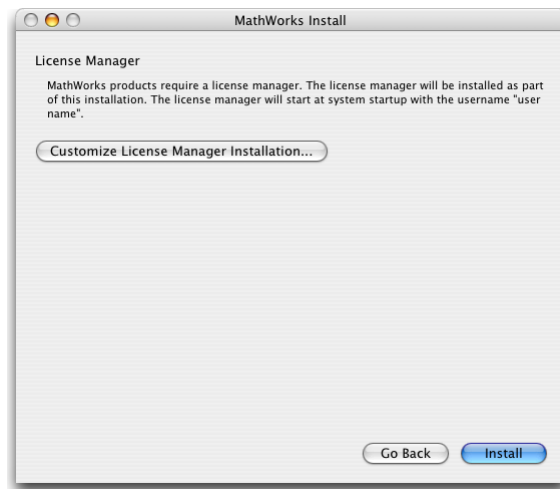 MathWorks Install
License Manager
MathWorks products require a license manager. The license manager will be installed as part
of this installation. The license manager will start at system startup with the username "user
name".
Customize License Manager Installation...
Go Back
Install